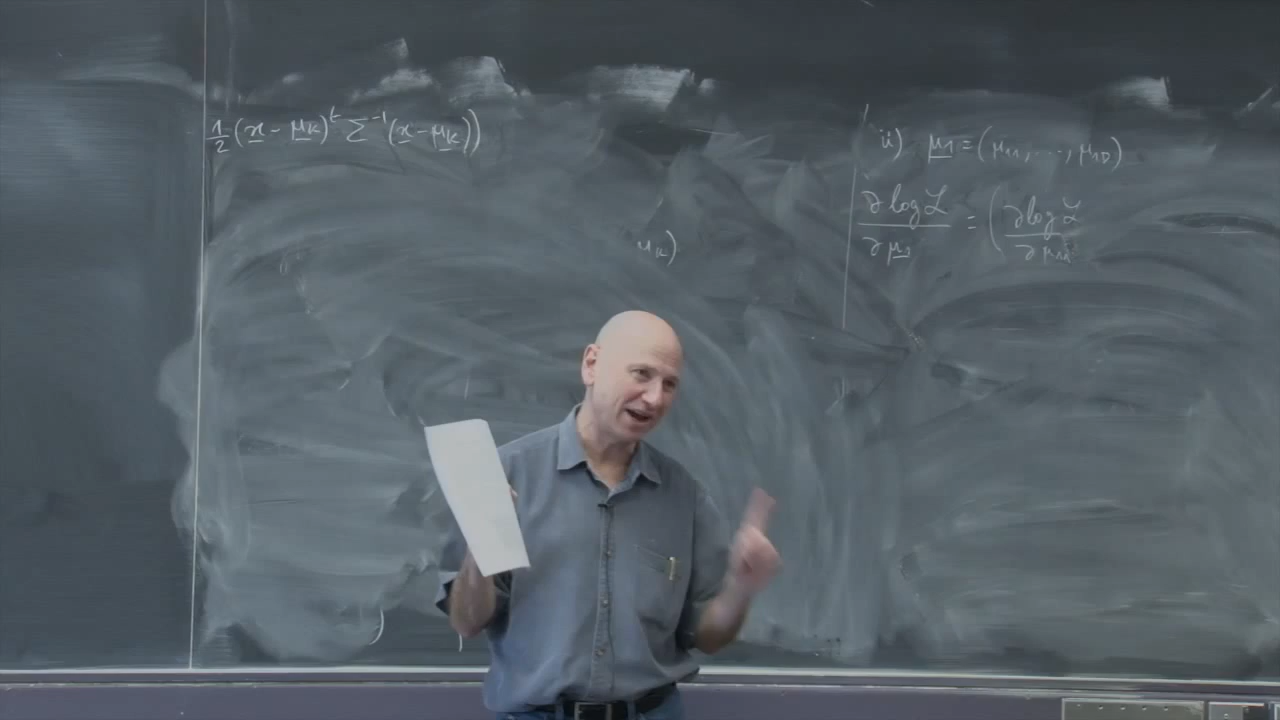 1/2 (x - μK)^t Σ^-1 (x - μK))
μK)
ii) μ1 = (μ11, ..., μ1D)
∂ log L / ∂ μ1 = (∂ log L / ∂ μ11